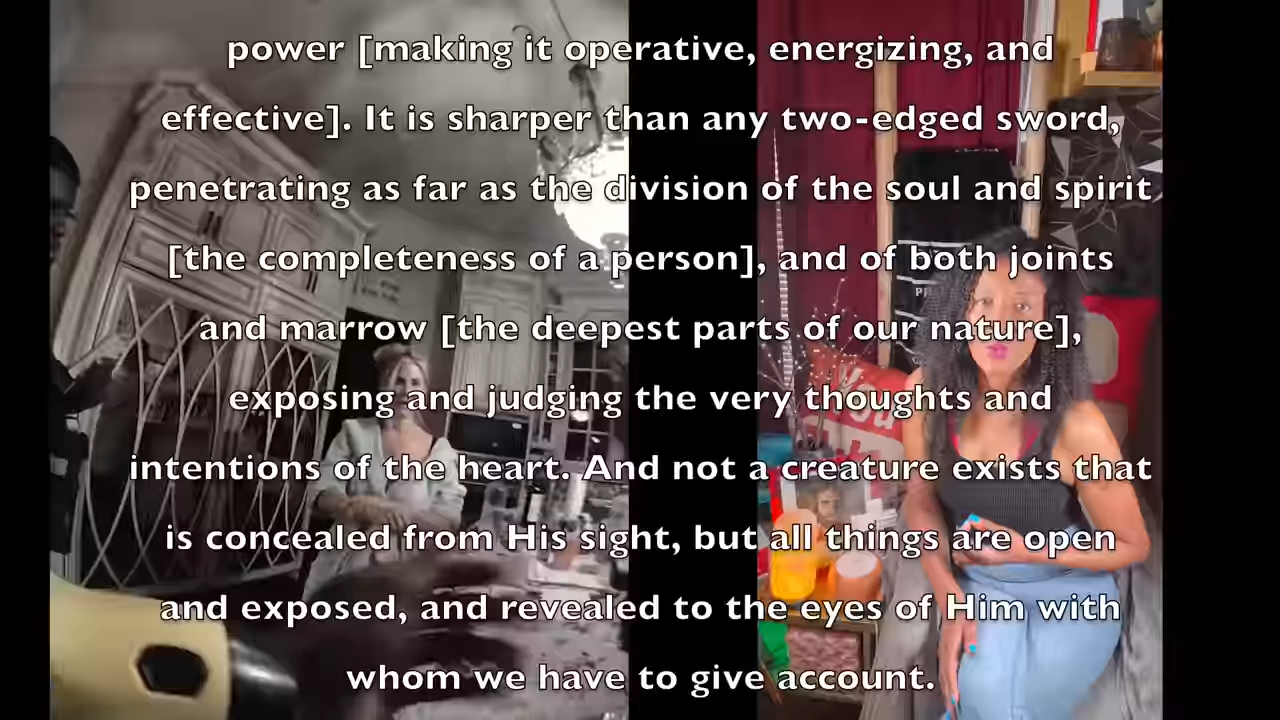 power [making it operative, energizing, and
effective]. It is sharper than any two-edged sword,
penetrating as far as the division of the soul and spirit
[the completeness of a person], and of both joints
and marrow [the deepest parts of our nature],
exposing and judging the very thoughts and
intentions of the heart. And not a creature exists that
is concealed from His sight, but all things are open
and exposed, and revealed to the eyes of Him with
whom we have to give account.
You